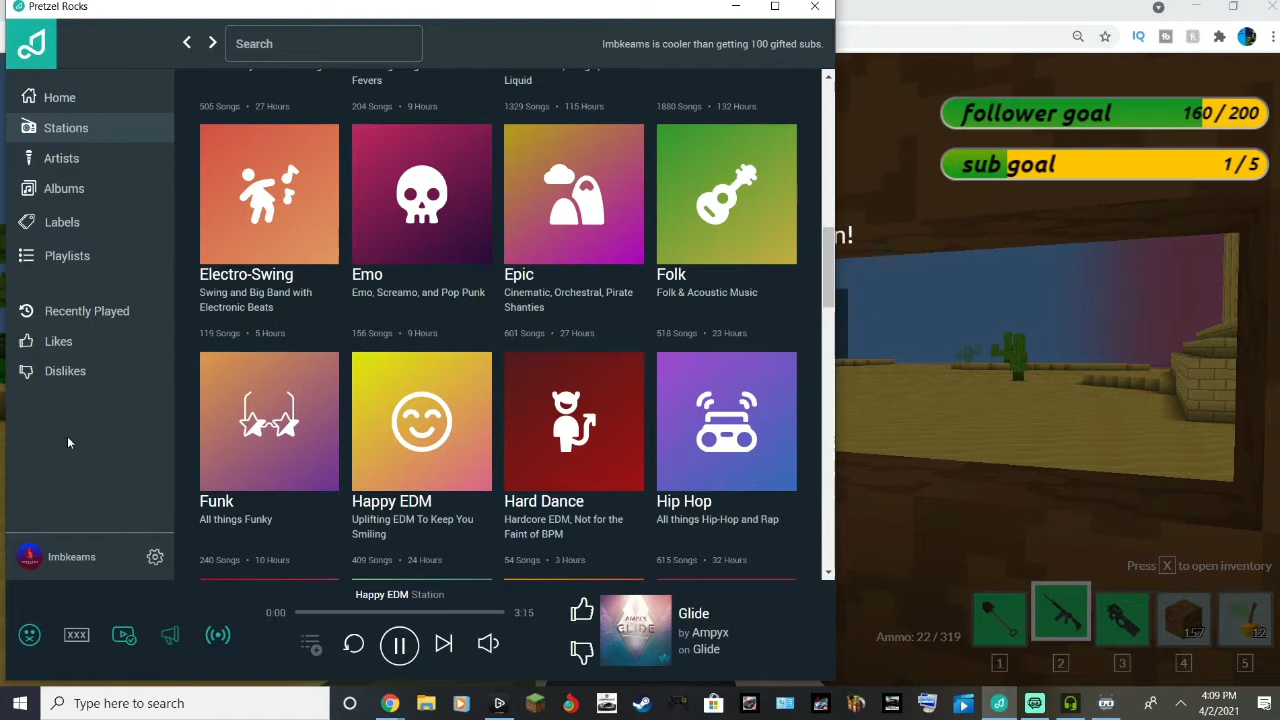 Pretzel Rocks
Search
Imbkeams is cooler than getting 100 gifted subs.
Home
Stations
Artists
Albums
Labels
Playlists
Recently Played
Likes
Dislikes
Imbkeams
Fevers
Liquid
505 Songs • 27 Hours
204 Songs • 9 Hours
1329 Songs • 115 Hours
1880 Songs • 132 Hours
Electro-Swing
Swing and Big Band with
Electronic Beats
119 Songs • 5 Hours
Emo
Emo, Screamo, and Pop Punk
156 Songs • 9 Hours
Epic
Cinematic, Orchestral, Pirate
Shanties
601 Songs • 27 Hours
Folk
Folk & Acoustic Music
518 Songs • 23 Hours
Funk
All things Funky
240 Songs • 10 Hours
Happy EDM
Uplifting EDM To Keep You
Smiling
409 Songs • 24 Hours
Hard Dance
Hardcore EDM, Not for the
Faint of BPM
54 Songs • 3 Hours
Hip Hop
All things Hip-Hop and Rap
615 Songs • 32 Hours
Happy EDM Station
0:00
3:15
XXX
AMPYX
GLIDE
Glide
by Ampyx
on Glide
IQ
follower goal 160 / 200
sub goal 1 / 5
n!
Press X to open inventory
Ammo: 22 / 319
157
12
1
2
3
4
5
Type here to search
4:09 PM
4/2/2021